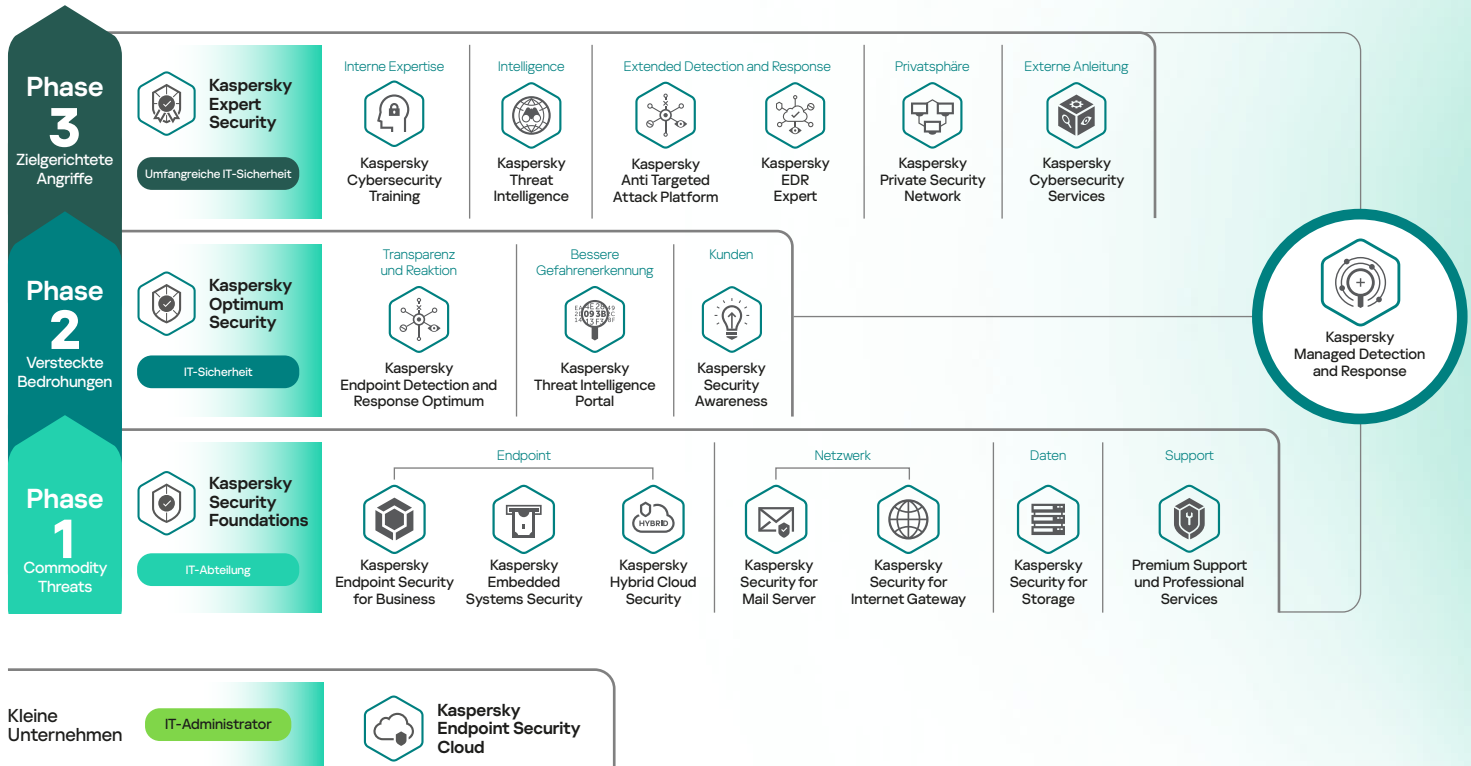 Phase
3
Zielgerichtete
Angriffe
Kaspersky
Expert
Security
Umfangreiche IT-Sicherheit
Interne Expertise
Kaspersky
Cybersecurity
Training
Intelligence
Kaspersky
Threat
Intelligence
Extended Detection and Response
Kaspersky
Anti Targeted
Attack Platform
Kaspersky
EDR
Expert
Privatsphäre
Kaspersky
Private Security
Network
Externe Anleitung
Kaspersky
Cybersecurity
Services
Phase
2
Versteckte
Bedrohungen
Kaspersky
Optimum
Security
IT-Sicherheit
Transparenz
und Reaktion
Kaspersky
Endpoint Detection and
Response Optimum
Bessere
Gefahrenerkennung
093B
Kaspersky
Threat Intelligence
Portal
Kunden
Kaspersky
Security
Awareness
Kaspersky
Managed Detection
and Response
Phase
1
Commodity
Threats
Kaspersky
Security
Foundations
IT-Abteilung
Endpoint
Kaspersky
Endpoint Security
for Business
Kaspersky
Embedded
Systems Security
HYBRID
Kaspersky
Hybrid Cloud
Security
Netzwerk
Kaspersky
Security for
Mail Server
Kaspersky
Security for
Internet Gateway
Daten
Kaspersky
Security for
Storage
Support
Premium Support
und Professional
Services
Kleine
Unternehmen
IT-Administrator
Kaspersky
Endpoint Security
Cloud